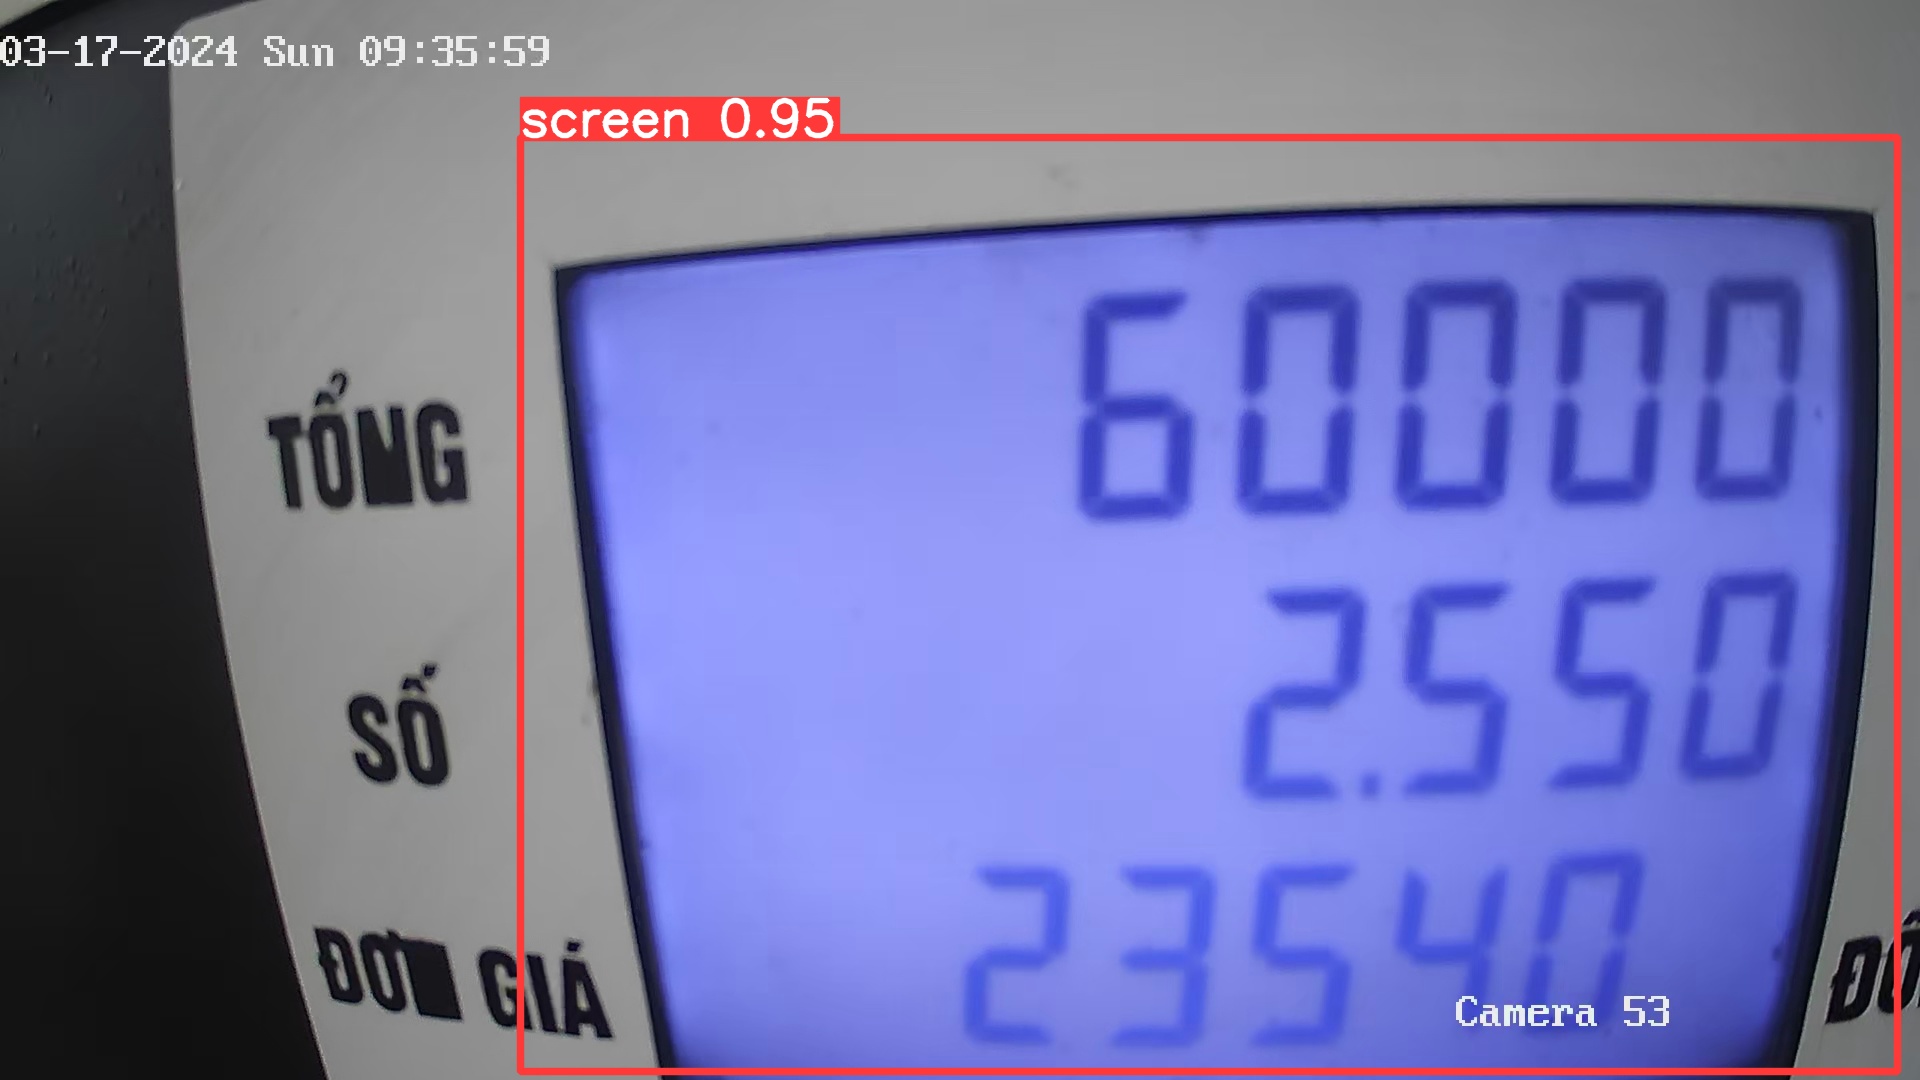 03-17-2024 Sun 09:35:59
screen 0.95
TỔNG 60000
SỐ 2.550
ĐƠN GIÁ 23540
Camera 53